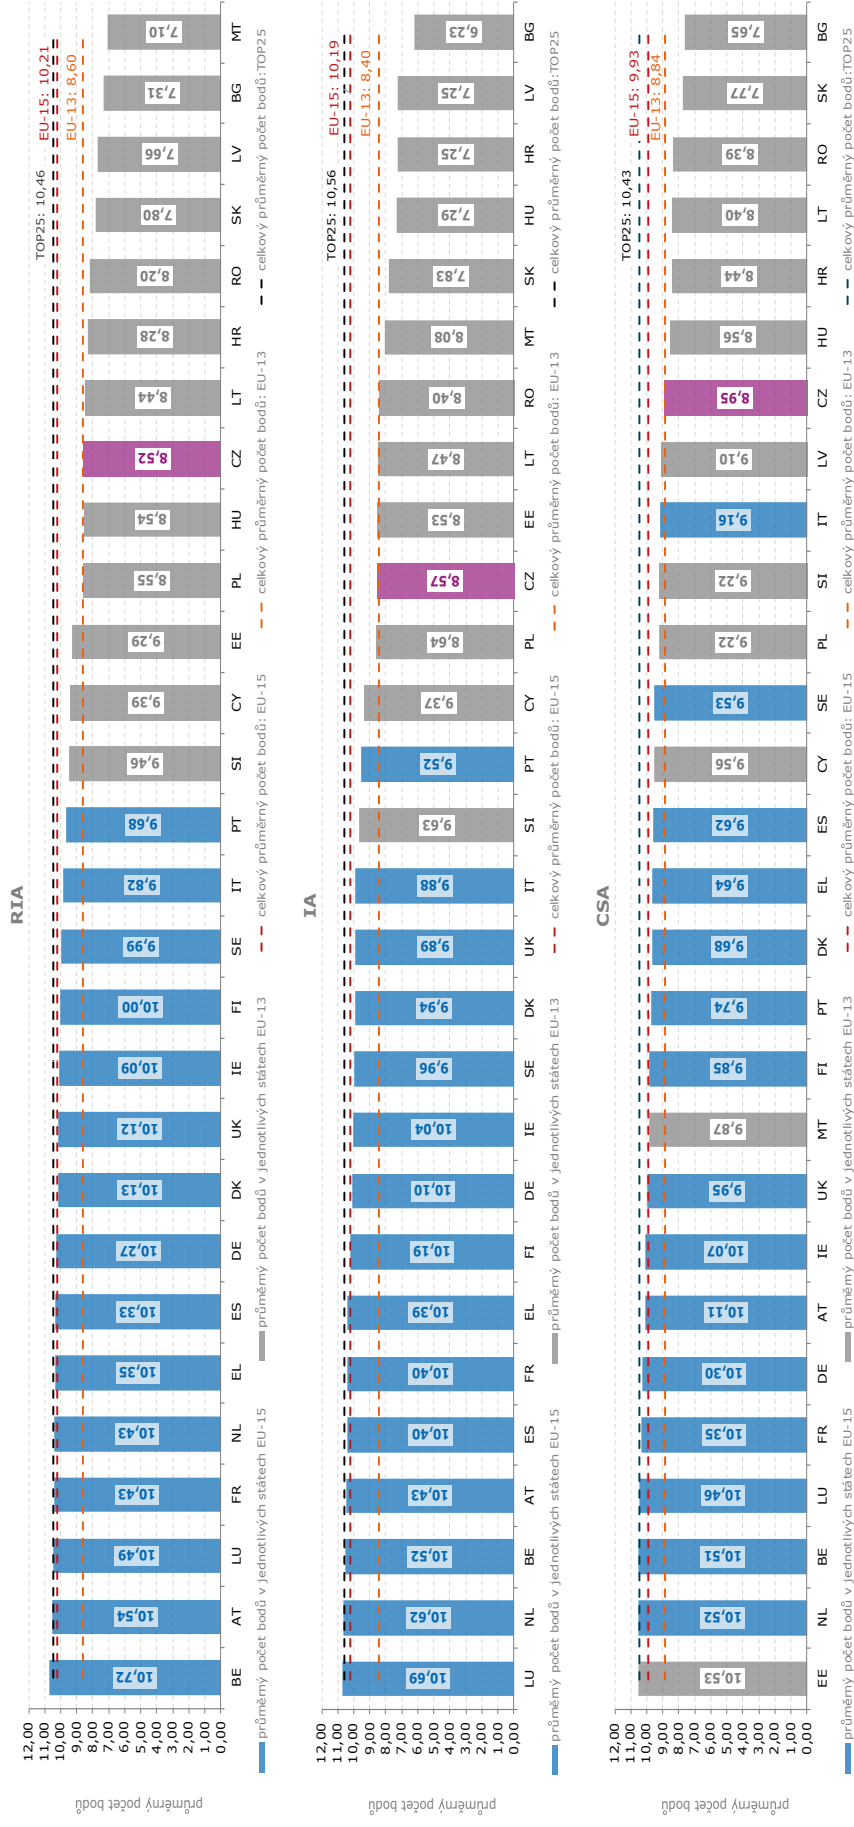 RIA
TOP25: 10,46
EU-15: 10,21
EU-13: 8,60
průměrný počet bodů
12,00
11,00
10,00
9,00
8,00
7,00
6,00
5,00
4,00
3,00
2,00
1,00
0,00
10,72 10,54 10,49 10,43 10,43 10,35 10,33 10,27 10,13 10,12 10,09 10,00 9,99 9,82 9,68 9,46 9,39 9,29 8,55 8,54 8,52 8,44 8,28 8,20 7,80 7,66 7,31 7,10
BE AT LU FR NL EL ES DE DK UK IE FI SE IT PT SI CY EE PL HU CZ LT HR RO SK LV BG MT
průměrný počet bodů v jednotlivých státech EU-15 průměrný počet bodů v jednotlivých státech EU-13 celkový průměrný počet bodů: EU-15 celkový průměrný počet bodů: EU-13 celkový průměrný počet bodů:TOP25
IA
TOP25: 10,56
EU-15: 10,19
EU-13: 8,40
průměrný počet bodů
12,00
11,00
10,00
9,00
8,00
7,00
6,00
5,00
4,00
3,00
2,00
1,00
0,00
10,69 10,62 10,52 10,43 10,40 10,40 10,39 10,19 10,10 10,04 9,96 9,94 9,89 9,88 9,63 9,52 9,37 8,64 8,57 8,53 8,47 8,40 8,08 7,83 7,29 7,25 7,25 6,23
LU NL BE AT ES FR EL FI DE IE SE DK UK IT SI PT CY PL CZ EE LT RO MT SK HU HR LV BG
průměrný počet bodů v jednotlivých státech EU-15 průměrný počet bodů v jednotlivých státech EU-13 celkový průměrný počet bodů: EU-15 celkový průměrný počet bodů: EU-13 celkový průměrný počet bodů:TOP25
CSA
TOP25: 10,43
EU-15: 9,93
EU-13: 8,84
průměrný počet bodů
12,00
11,00
10,00
9,00
8,00
7,00
6,00
5,00
4,00
3,00
2,00
1,00
0,00
10,53 10,52 10,51 10,46 10,35 10,30 10,11 10,07 9,95 9,87 9,85 9,74 9,68 9,64 9,62 9,56 9,53 9,22 9,22 9,16 9,10 8,95 8,56 8,44 8,40 8,39 7,77 7,65
EE NL BE LU FR DE AT IE UK MT FI PT DK EL ES CY SE PL SI IT LV CZ HU HR LT RO SK BG
průměrný počet bodů v jednotlivých státech EU-15 průměrný počet bodů v jednotlivých státech EU-13 celkový průměrný počet bodů: EU-15 celkový průměrný počet bodů: EU-13 celkový průměrný počet bodů:TOP25